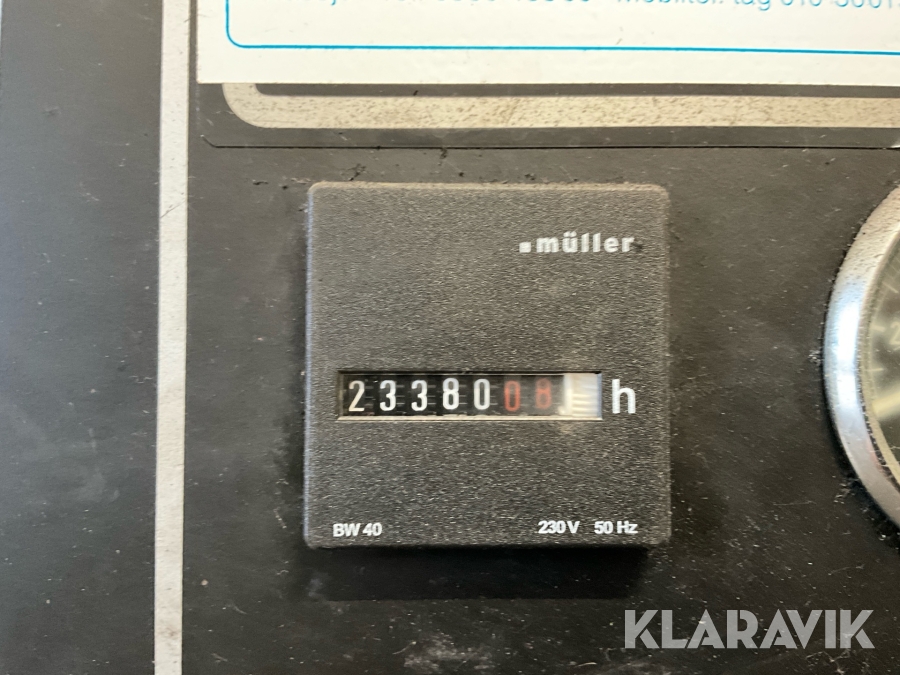 müller
2338008 h
BW 40 230 V 50 Hz
KLARAVIK